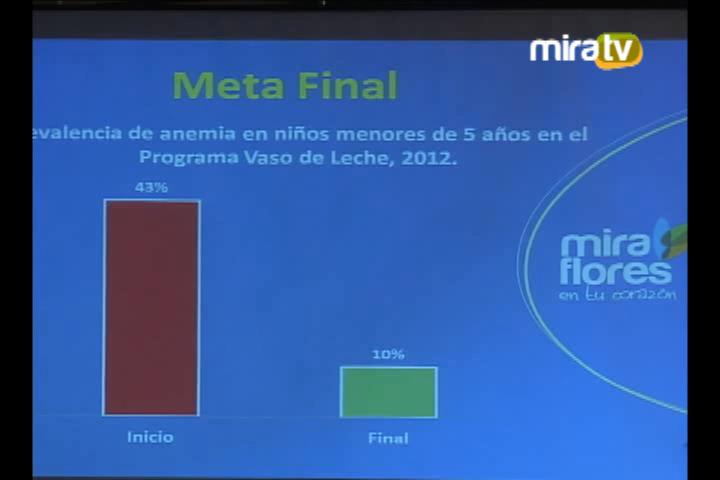 miratv
Meta Final
evalencia de anemia en niños menores de 5 años en el
Programa Vaso de Leche, 2012.
43%
10%
Inicio
Final
mira
flores
en tu corazón